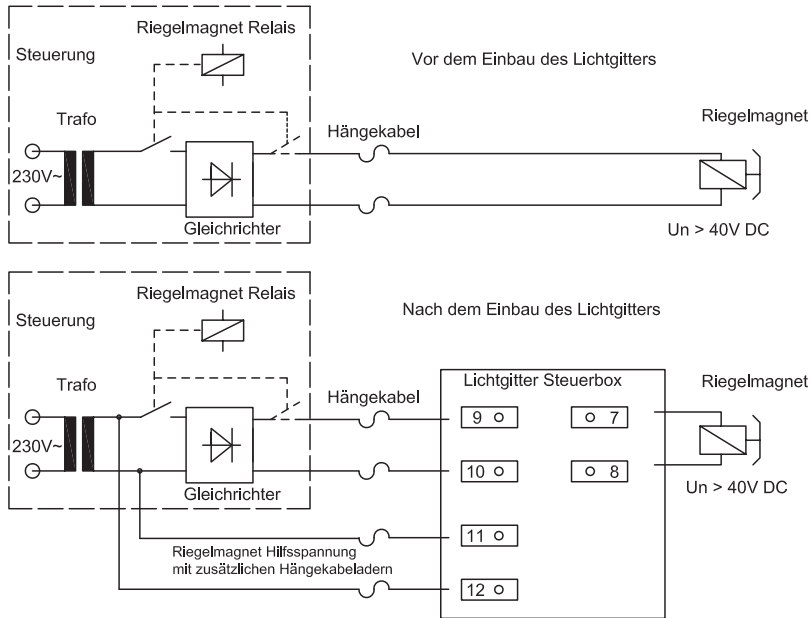 Riegelmagnet Relais
Steuerung
Vor dem Einbau des Lichtgitters
Trafo
Hängekabel
Riegelmagnet
230V~
Gleichrichter
Un > 40V DC
Riegelmagnet Relais
Nach dem Einbau des Lichtgitters
Steuerung
Trafo
Hängekabel
Lichtgitter Steuerbox
Riegelmagnet
9
7
230V~
10
8
Gleichrichter
Un > 40V DC
11
Riegelmagnet Hilfsspannung
mit zusätzlichen Hängekabeladern
12